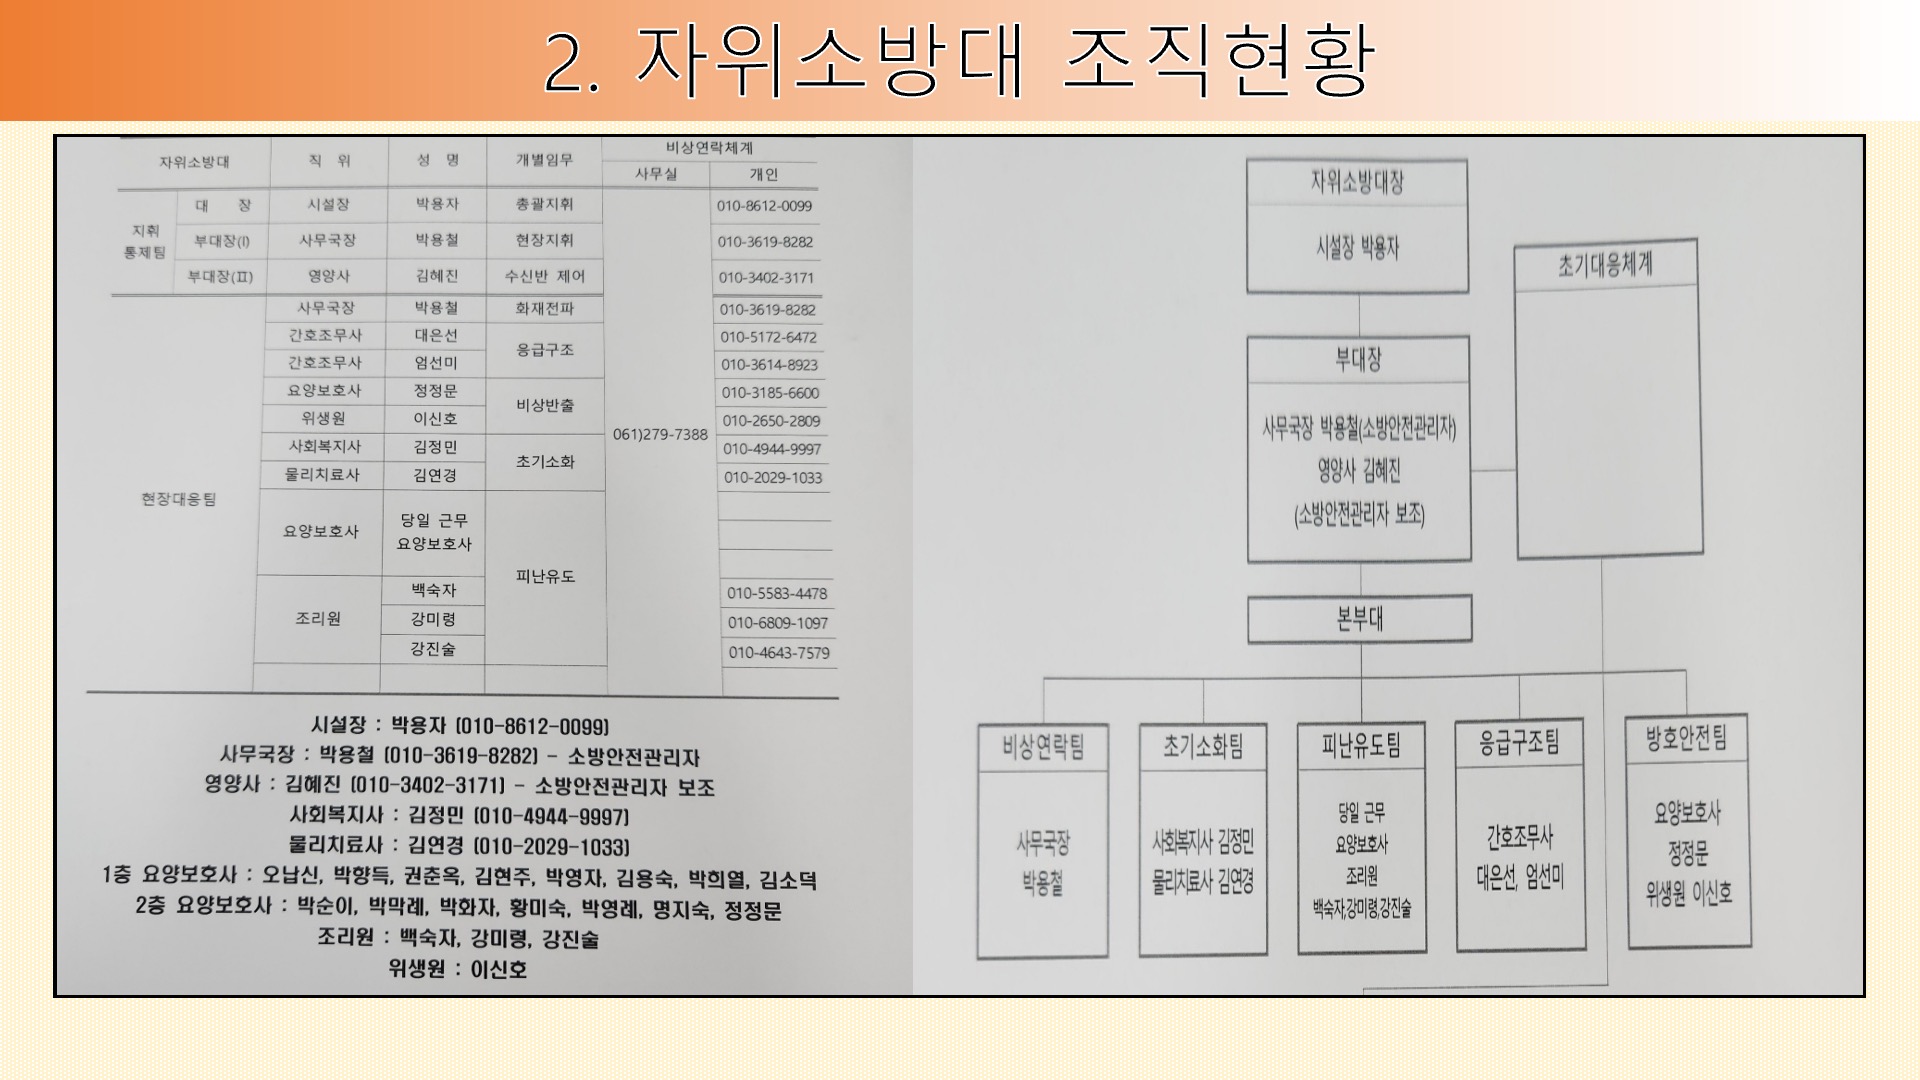 2. 자위소방대 조직현황
자위소방대 직 위 성 명 개별임무 비상연락체계
사무실 개인
지휘
통제팀
대 장 시설장 박용자 총괄지휘 010-8612-0099
부대장(I) 사무국장 박용철 현장지휘 010-3619-8282
부대장(II) 영양사 김혜진 수신반 제어 010-3402-3171
현장대응팀
사무국장 박용철 화재전파 010-3619-8282
간호조무사 대은선 응급구조 010-5172-6472
간호조무사 엄선미 010-3614-8923
요양보호사 정정문 비상반출 010-3185-6600
위생원 이신호 010-2650-2809
061)279-7388
사회복지사 김정민 초기소화 010-4944-9997
물리치료사 김연경 010-2029-1033
요양보호사 당일 근무
요양보호사
피난유도
조리원 백숙자 010-5583-4478
강미령 010-6809-1097
강진술 010-4643-7579
시설장 : 박용자 (010-8612-0099)
사무국장 : 박용철 (010-3619-8282) - 소방안전관리자
영양사 : 김혜진 (010-3402-3171) - 소방안전관리자 보조
사회복지사 : 김정민 (010-4944-9997)
물리치료사 : 김연경 (010-2029-1033)
1층 요양보호사 : 오납신, 박향득, 권춘옥, 김현주, 박영자, 김용숙, 박희열, 김소덕
2층 요양보호사 : 박순이, 박막례, 박화자, 황미숙, 박영례, 명지숙, 정정문
조리원 : 백숙자, 강미령, 강진술
위생원 : 이신호
자위소방대장
시설장 박용자
초기대응체계
부대장
사무국장 박용철(소방안전관리자)
영양사 김혜진
(소방안전관리자 보조)
본부대
비상연락팀
사무국장
박용철
초기소화팀
사회복지사 김정민
물리치료사 김연경
피난유도팀
당일 근무
요양보호사
조리원
백숙자,강미령,강진술
응급구조팀
간호조무사
대은선, 엄선미
방호안전팀
요양보호사
정정문
위생원 이신호